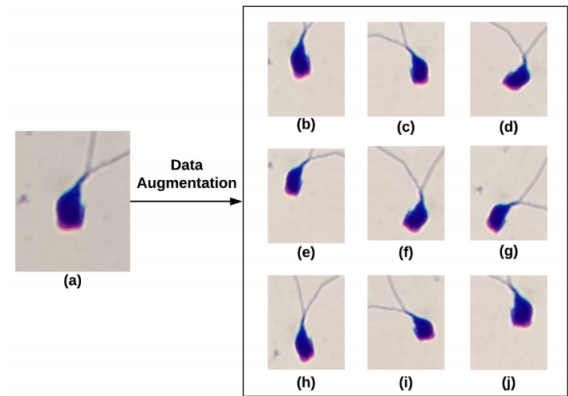 (a)
Data
Augmentation
(b)
(c)
(d)
(e)
(f)
(g)
(h)
(i)
(j)